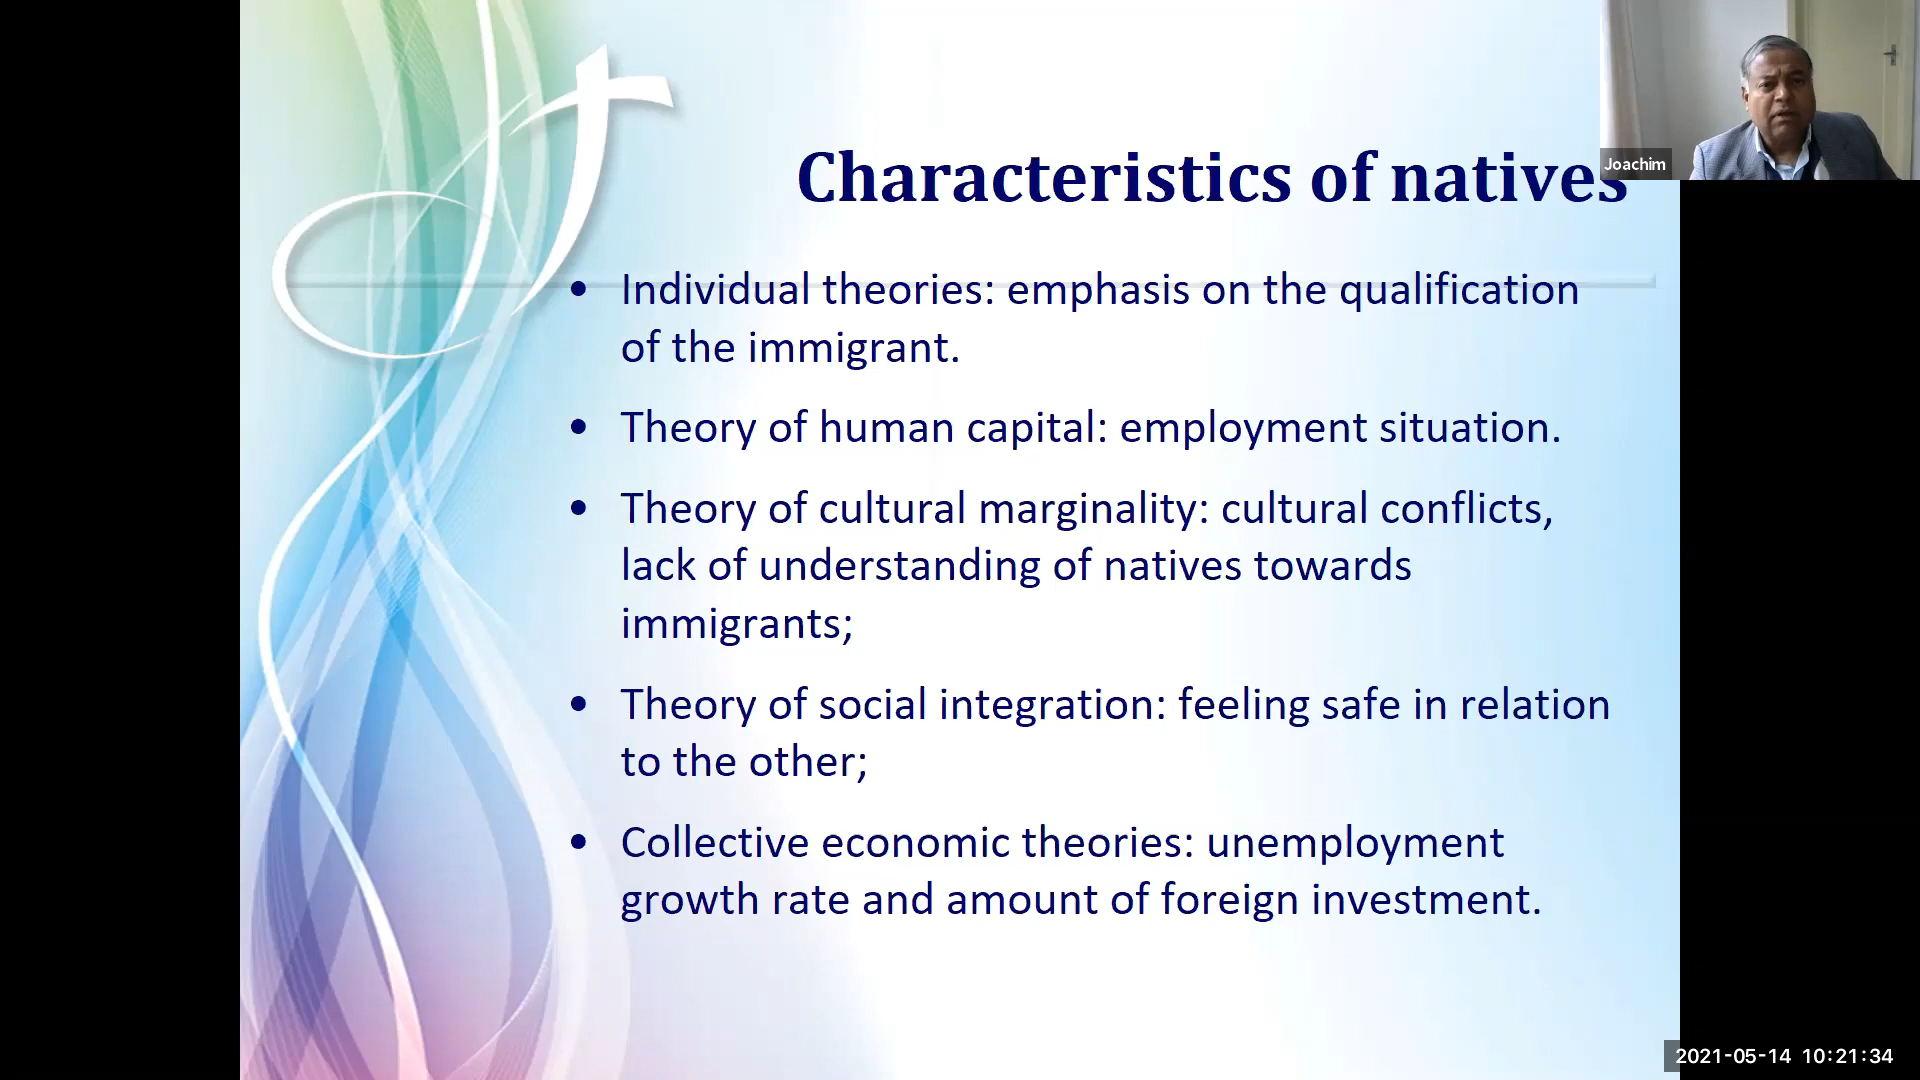 Joachim
Characteristics of natives
• Individual theories: emphasis on the qualification
of the immigrant.
• Theory of human capital: employment situation.
• Theory of cultural marginality: cultural conflicts,
lack of understanding of natives towards
immigrants;
• Theory of social integration: feeling safe in relation
to the other;
• Collective economic theories: unemployment
growth rate and amount of foreign investment.
2021-05-14 10:21:34